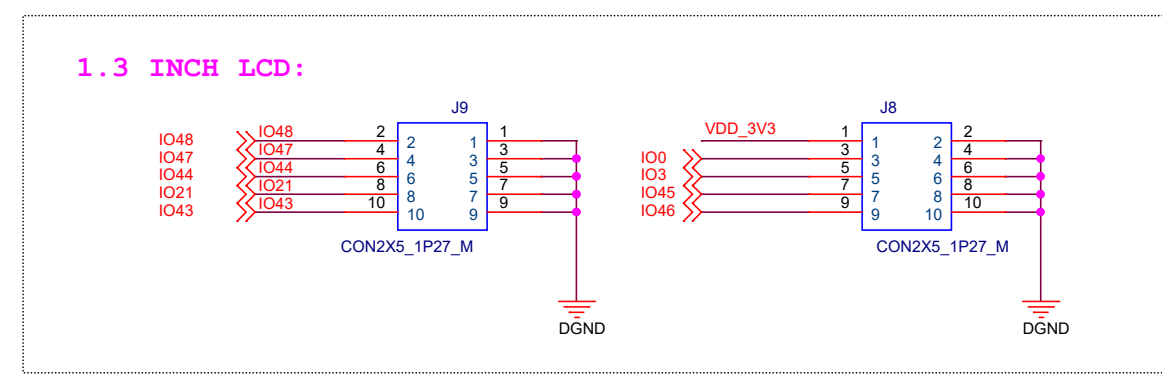 1.3 INCH LCD:
J9
IO48 IO48 2 2 1 1
IO47 IO47 4 4 3 3
IO44 IO44 6 6 5 5
IO21 IO21 8 8 7 7
IO43 IO43 10 10 9 9
CON2X5_1P27_M
DGND
J8
VDD_3V3 1 1 2 2
IO0 3 3 4 4
IO3 5 5 6 6
IO45 7 7 8 8
IO46 9 9 10 10
CON2X5_1P27_M
DGND